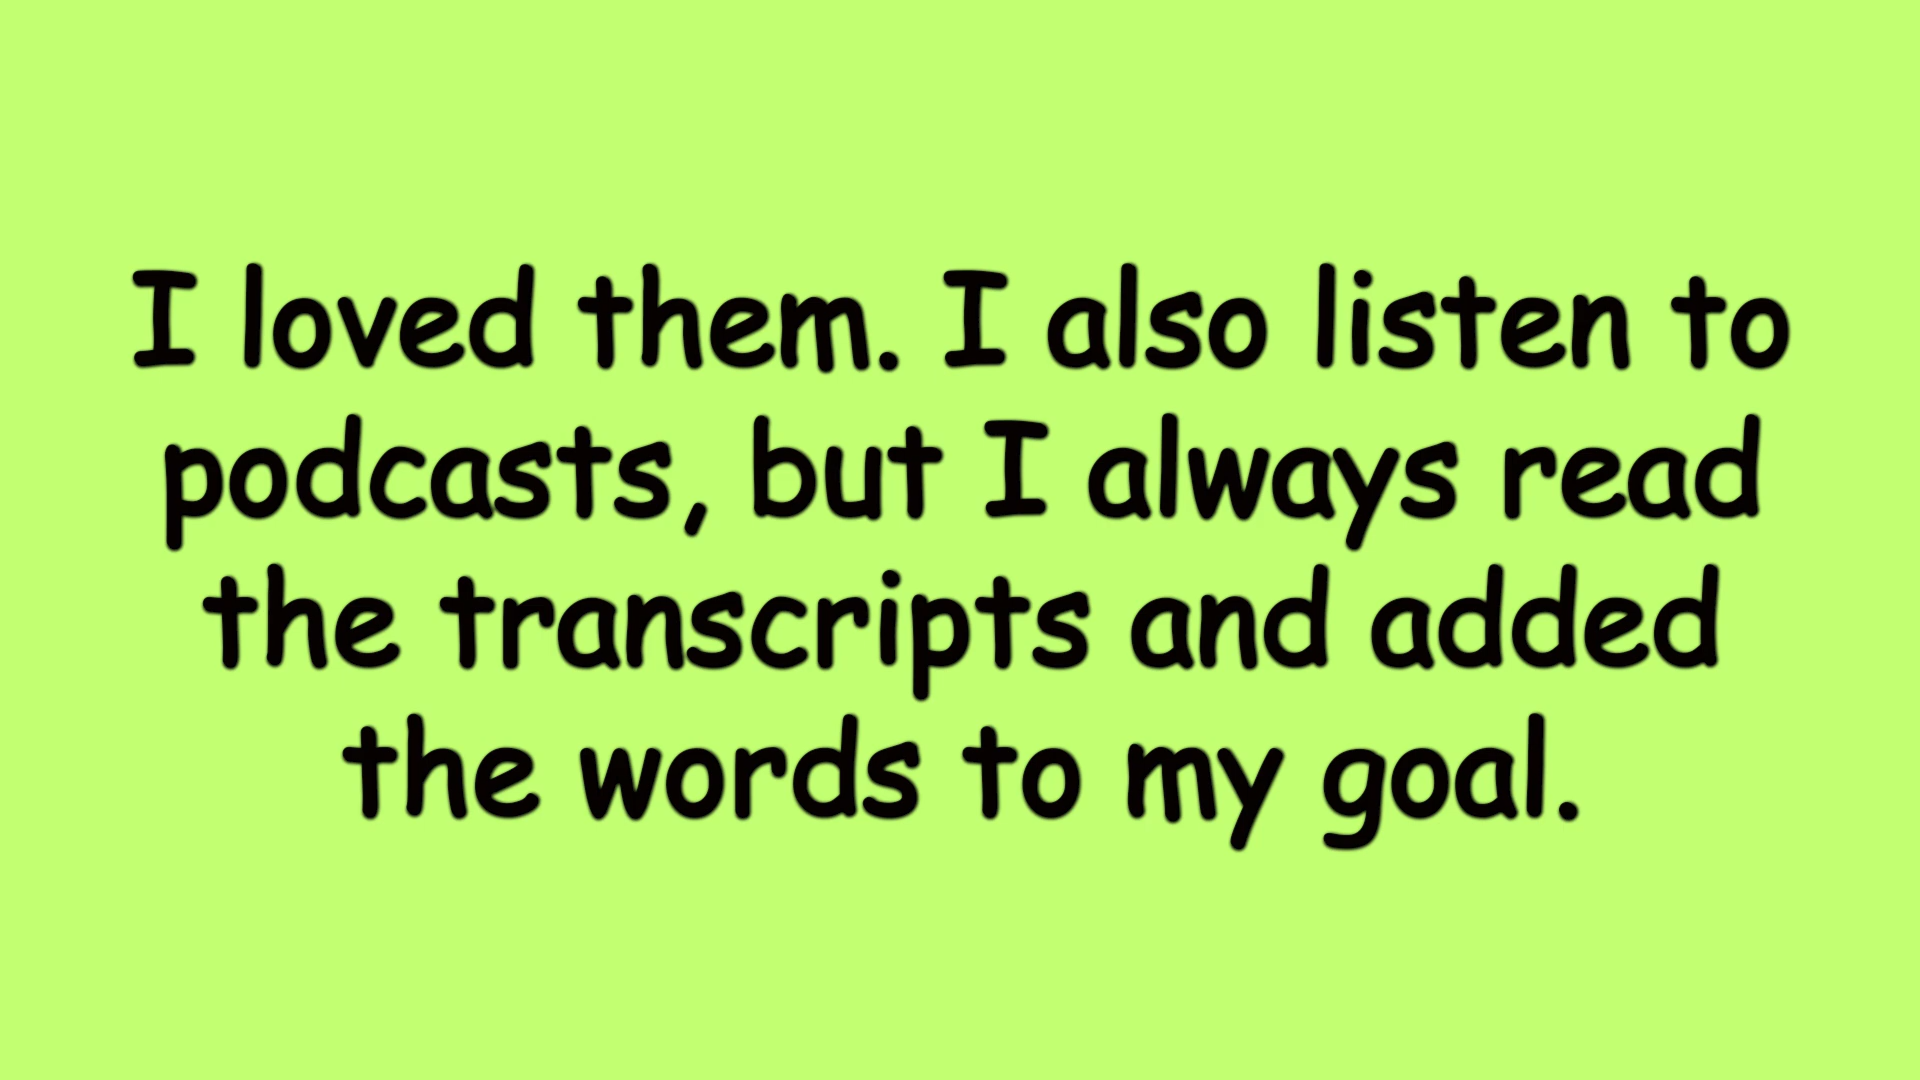 I loved them. I also listen to
podcasts, but I always read
the transcripts and added
the words to my goal.